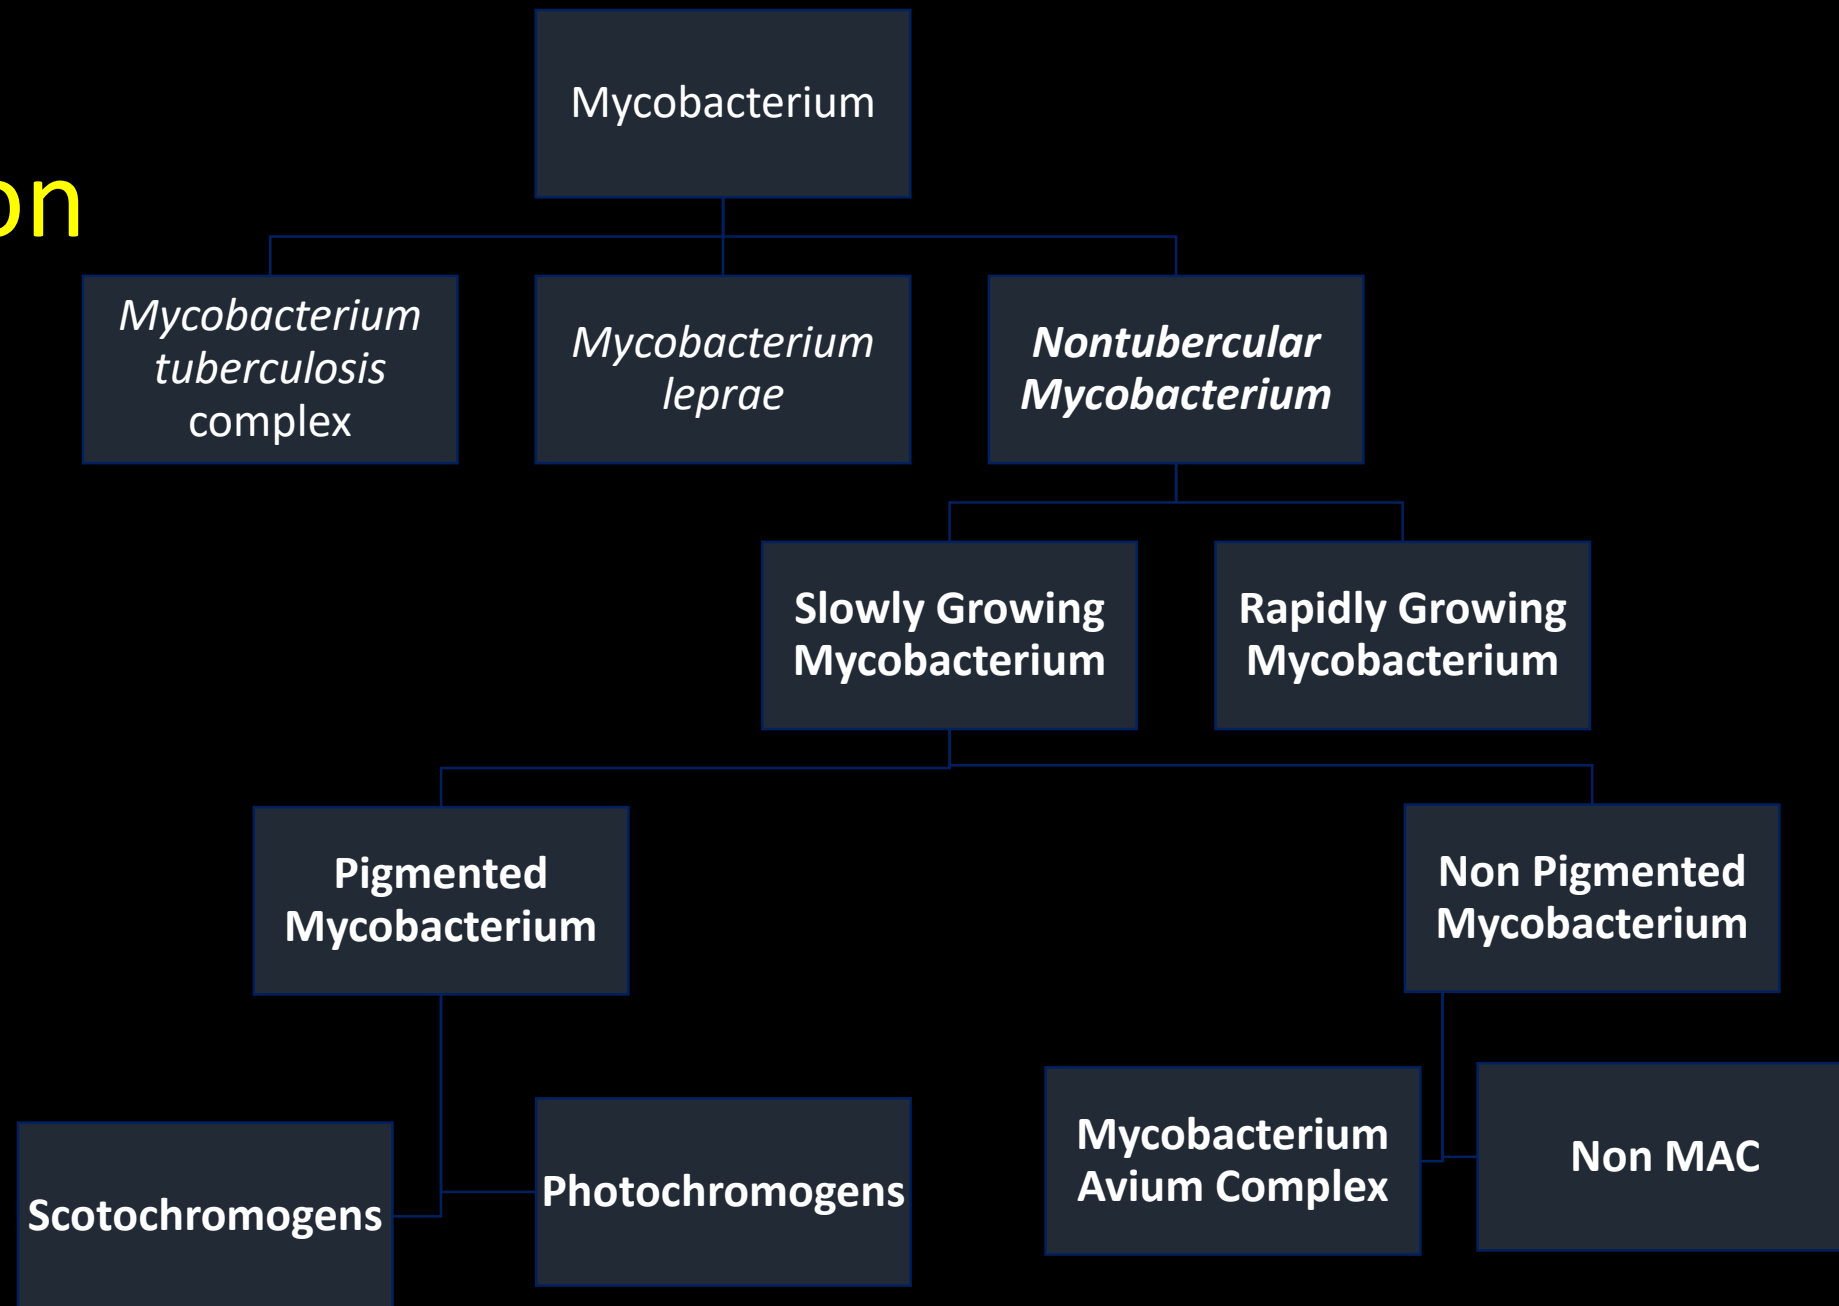 Mycobacterium
on
Mycobacterium
tuberculosis
complex
Mycobacterium
leprae
Nontubercular
Mycobacterium
Slowly Growing
Mycobacterium
Rapidly Growing
Mycobacterium
Pigmented
Mycobacterium
Non Pigmented
Mycobacterium
Scotochromogens
Photochromogens
Mycobacterium
Avium Complex
Non MAC